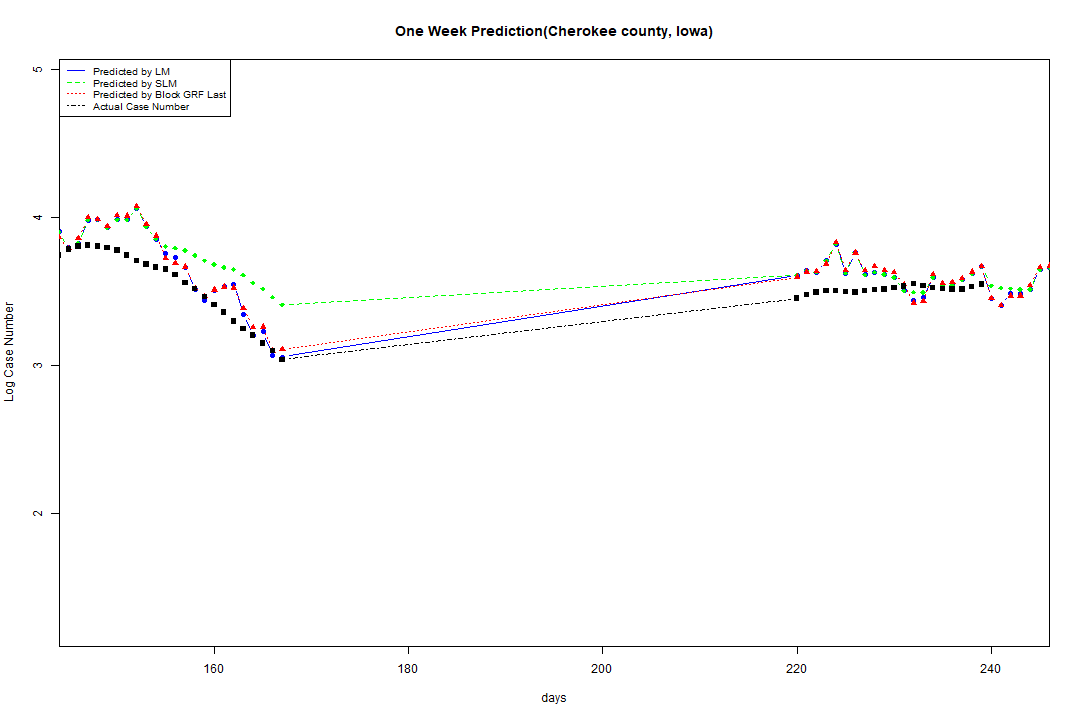 One Week Prediction(Cherokee county, Iowa)
Predicted by LM
Predicted by SLM
Predicted by Block GRF Last
Actual Case Number
5
4
3
2
Log Case Number
160 180 200 220 240
days